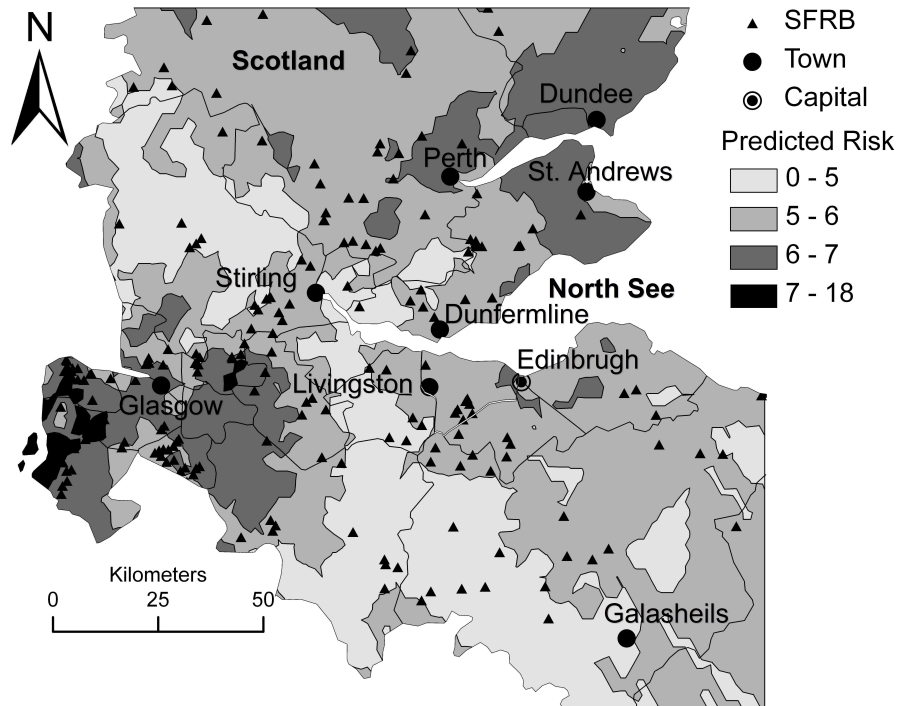 N
SFRB
Scotland
Town
Capital
Dundee
Predicted Risk
Perth
St. Andrews
0 - 5
5 - 6
6 - 7
7 - 18
Stirling
North See
Dunfermline
Edinbrugh
Livingston
Glasgow
Kilometers
0 25 50
Galasheils